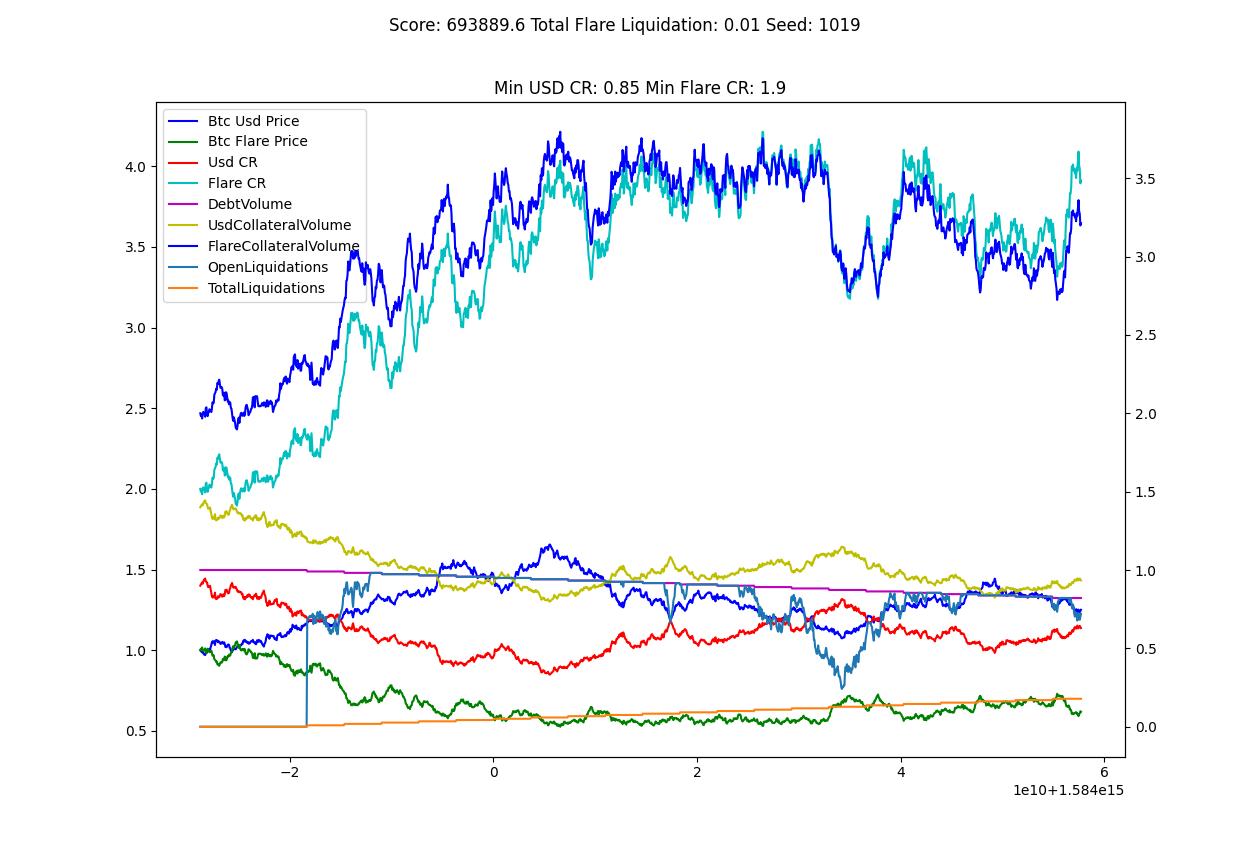 Score: 693889.6 Total Flare Liquidation: 0.01 Seed: 1019
Min USD CR: 0.85 Min Flare CR: 1.9
Btc Usd Price
Btc Flare Price
Usd CR
Flare CR
DebtVolume
UsdCollateralVolume
FlareCollateralVolume
OpenLiquidations
TotalLiquidations
4.0
3.5
3.0
2.5
2.0
1.5
1.0
0.5
3.5
3.0
2.5
2.0
1.5
1.0
0.5
0.0
−2 0 2 4 6
1e10+1.584e15